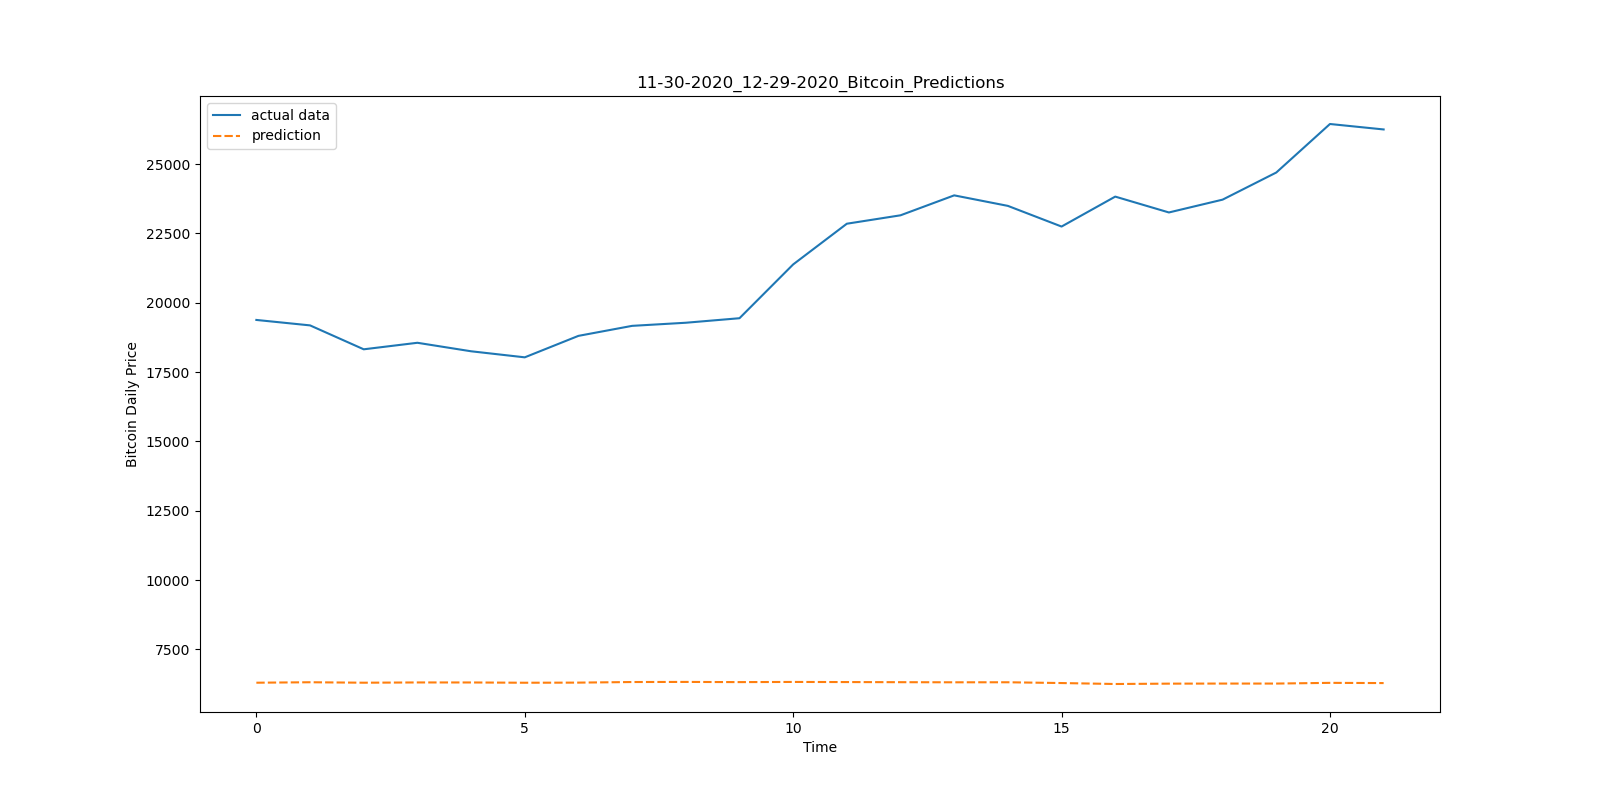 11-30-2020_12-29-2020_Bitcoin_Predictions
actual data
prediction
25000
22500
20000
17500
15000
12500
10000
7500
Bitcoin Daily Price
0 5 10 15 20
Time